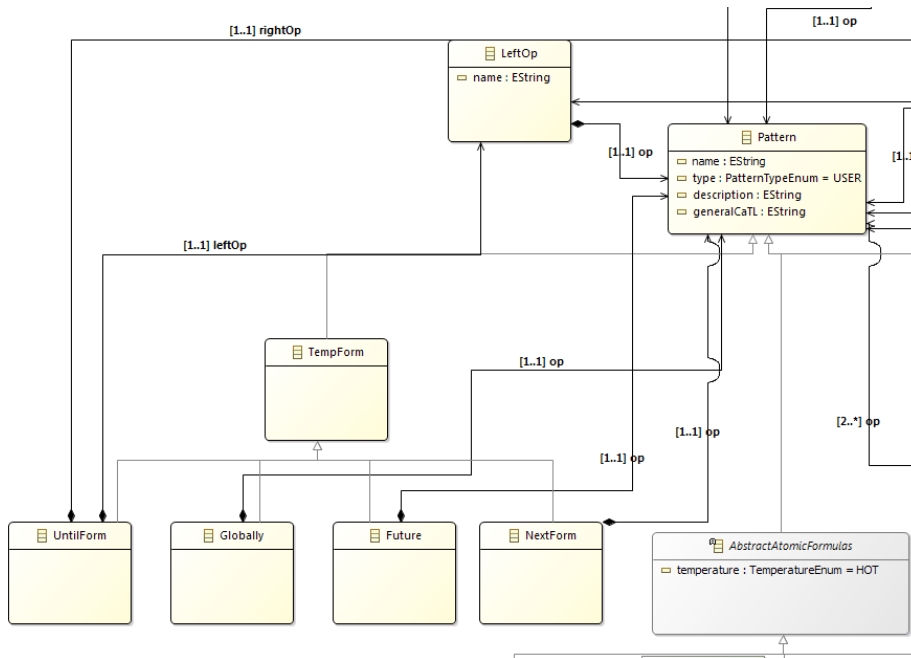 [1..1] op
[1..1] rightOp
LeftOp
name : EString
Pattern
[1..1] op
name : EString
type : PatternTypeEnum = USER
description : EString
generalCaTL : EString
[1..1] leftOp
TempForm
[1..1] op
[2..*] op
[1..1] op
[1..1] op
UntilForm
Globally
Future
NextForm
AbstractAtomicFormulas
temperature : TemperatureEnum = HOT